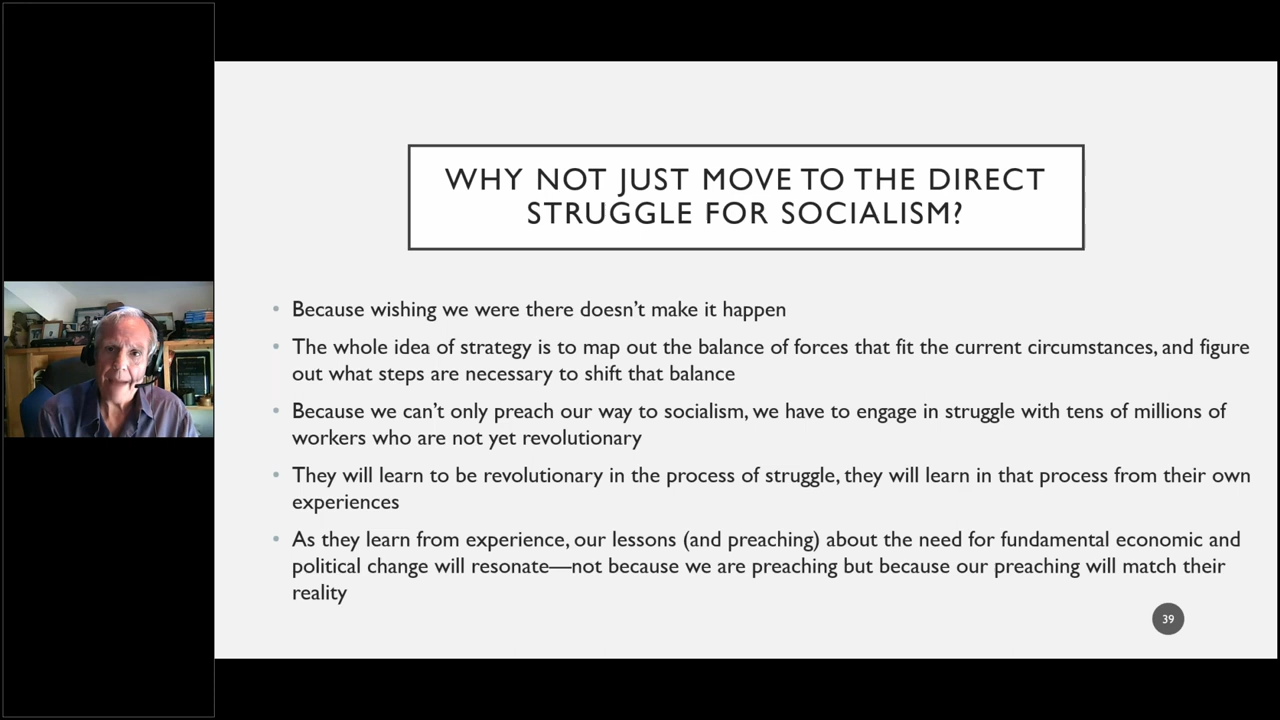 WHY NOT JUST MOVE TO THE DIRECT
STRUGGLE FOR SOCIALISM?
• Because wishing we were there doesn’t make it happen
• The whole idea of strategy is to map out the balance of forces that fit the current circumstances, and figure
out what steps are necessary to shift that balance
• Because we can’t only preach our way to socialism, we have to engage in struggle with tens of millions of
workers who are not yet revolutionary
• They will learn to be revolutionary in the process of struggle, they will learn in that process from their own
experiences
• As they learn from experience, our lessons (and preaching) about the need for fundamental economic and
political change will resonate—not because we are preaching but because our preaching will match their
reality
39